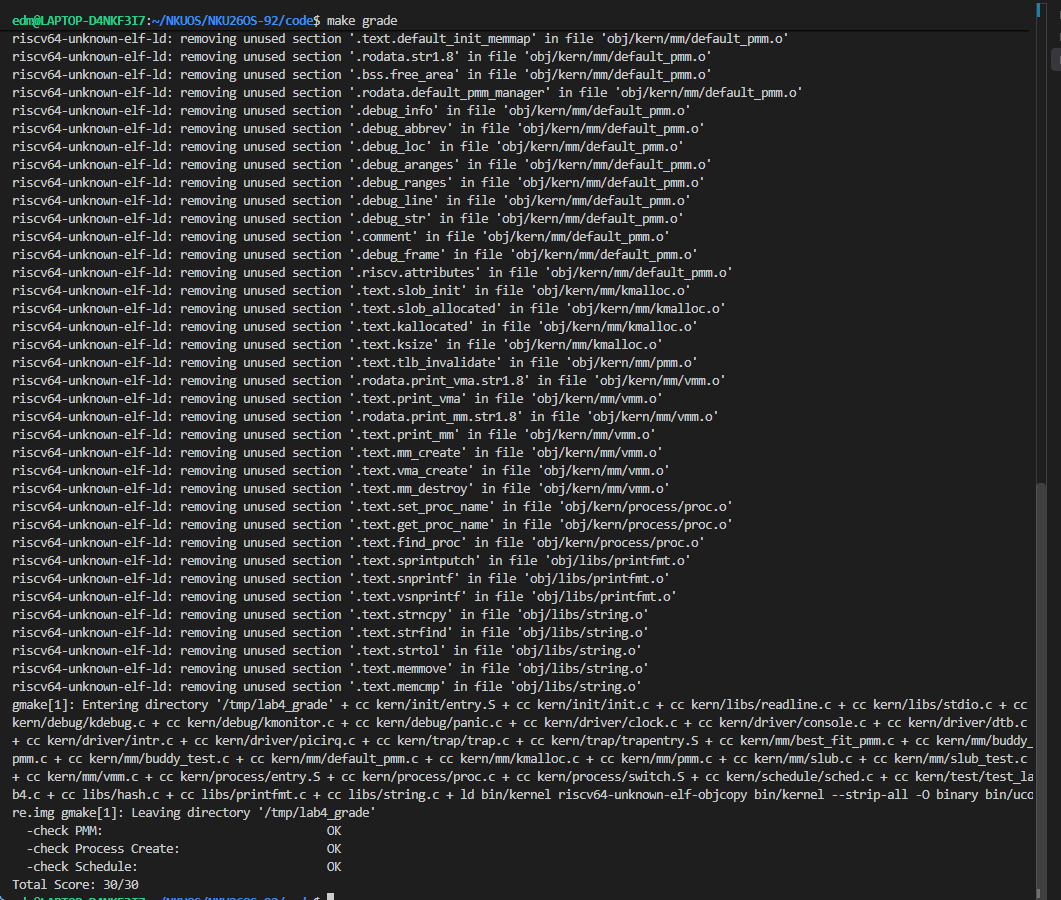 edm@LAPTOP-D4NKF3I7:~/NKUOS/NKU26OS-92/code$ make grade
riscv64-unknown-elf-ld: removing unused section '.text.default_init_memmap' in file 'obj/kern/mm/default_pmm.o'
riscv64-unknown-elf-ld: removing unused section '.rodata.str1.8' in file 'obj/kern/mm/default_pmm.o'
riscv64-unknown-elf-ld: removing unused section '.bss.free_area' in file 'obj/kern/mm/default_pmm.o'
riscv64-unknown-elf-ld: removing unused section '.rodata.default_pmm_manager' in file 'obj/kern/mm/default_pmm.o'
riscv64-unknown-elf-ld: removing unused section '.debug_info' in file 'obj/kern/mm/default_pmm.o'
riscv64-unknown-elf-ld: removing unused section '.debug_abbrev' in file 'obj/kern/mm/default_pmm.o'
riscv64-unknown-elf-ld: removing unused section '.debug_loc' in file 'obj/kern/mm/default_pmm.o'
riscv64-unknown-elf-ld: removing unused section '.debug_aranges' in file 'obj/kern/mm/default_pmm.o'
riscv64-unknown-elf-ld: removing unused section '.debug_ranges' in file 'obj/kern/mm/default_pmm.o'
riscv64-unknown-elf-ld: removing unused section '.debug_line' in file 'obj/kern/mm/default_pmm.o'
riscv64-unknown-elf-ld: removing unused section '.debug_str' in file 'obj/kern/mm/default_pmm.o'
riscv64-unknown-elf-ld: removing unused section '.comment' in file 'obj/kern/mm/default_pmm.o'
riscv64-unknown-elf-ld: removing unused section '.debug_frame' in file 'obj/kern/mm/default_pmm.o'
riscv64-unknown-elf-ld: removing unused section '.riscv.attributes' in file 'obj/kern/mm/default_pmm.o'
riscv64-unknown-elf-ld: removing unused section '.text.slob_init' in file 'obj/kern/mm/kmalloc.o'
riscv64-unknown-elf-ld: removing unused section '.text.slob_allocated' in file 'obj/kern/mm/kmalloc.o'
riscv64-unknown-elf-ld: removing unused section '.text.kallocated' in file 'obj/kern/mm/kmalloc.o'
riscv64-unknown-elf-ld: removing unused section '.text.ksize' in file 'obj/kern/mm/kmalloc.o'
riscv64-unknown-elf-ld: removing unused section '.text.tlb_invalidate' in file 'obj/kern/mm/pmm.o'
riscv64-unknown-elf-ld: removing unused section '.rodata.print_vma.str1.8' in file 'obj/kern/mm/vmm.o'
riscv64-unknown-elf-ld: removing unused section '.text.print_vma' in file 'obj/kern/mm/vmm.o'
riscv64-unknown-elf-ld: removing unused section '.rodata.print_mm.str1.8' in file 'obj/kern/mm/vmm.o'
riscv64-unknown-elf-ld: removing unused section '.text.print_mm' in file 'obj/kern/mm/vmm.o'
riscv64-unknown-elf-ld: removing unused section '.text.mm_create' in file 'obj/kern/mm/vmm.o'
riscv64-unknown-elf-ld: removing unused section '.text.vma_create' in file 'obj/kern/mm/vmm.o'
riscv64-unknown-elf-ld: removing unused section '.text.mm_destroy' in file 'obj/kern/mm/vmm.o'
riscv64-unknown-elf-ld: removing unused section '.text.set_proc_name' in file 'obj/kern/process/proc.o'
riscv64-unknown-elf-ld: removing unused section '.text.get_proc_name' in file 'obj/kern/process/proc.o'
riscv64-unknown-elf-ld: removing unused section '.text.find_proc' in file 'obj/kern/process/proc.o'
riscv64-unknown-elf-ld: removing unused section '.text.sprintputch' in file 'obj/libs/printfmt.o'
riscv64-unknown-elf-ld: removing unused section '.text.snprintf' in file 'obj/libs/printfmt.o'
riscv64-unknown-elf-ld: removing unused section '.text.vsnprintf' in file 'obj/libs/printfmt.o'
riscv64-unknown-elf-ld: removing unused section '.text.strncpy' in file 'obj/libs/string.o'
riscv64-unknown-elf-ld: removing unused section '.text.strfind' in file 'obj/libs/string.o'
riscv64-unknown-elf-ld: removing unused section '.text.strtol' in file 'obj/libs/string.o'
riscv64-unknown-elf-ld: removing unused section '.text.memmove' in file 'obj/libs/string.o'
riscv64-unknown-elf-ld: removing unused section '.text.memcmp' in file 'obj/libs/string.o'
gmake[1]: Entering directory '/tmp/lab4_grade' + cc kern/init/entry.S + cc kern/init/init.c + cc kern/libs/readline.c + cc kern/libs/stdio.c + cc
kern/debug/kdebug.c + cc kern/debug/kmonitor.c + cc kern/debug/panic.c + cc kern/driver/clock.c + cc kern/driver/console.c + cc kern/driver/dtb.c
+ cc kern/driver/intr.c + cc kern/driver/picirq.c + cc kern/trap/trap.c + cc kern/trap/trapentry.S + cc kern/mm/best_fit_pmm.c + cc kern/mm/buddy_
pmm.c + cc kern/mm/buddy_test.c + cc kern/mm/default_pmm.c + cc kern/mm/kmalloc.c + cc kern/mm/pmm.c + cc kern/mm/slub.c + cc kern/mm/slub_test.c
+ cc kern/mm/vmm.c + cc kern/process/entry.S + cc kern/process/proc.c + cc kern/process/switch.S + cc kern/schedule/sched.c + cc kern/test/test_la
b4.c + cc libs/hash.c + cc libs/printfmt.c + cc libs/string.c + ld bin/kernel riscv64-unknown-elf-objcopy bin/kernel --strip-all -O binary bin/uco
re.img gmake[1]: Leaving directory '/tmp/lab4_grade'
-check PMM: OK
-check Process Create: OK
-check Schedule: OK
Total Score: 30/30